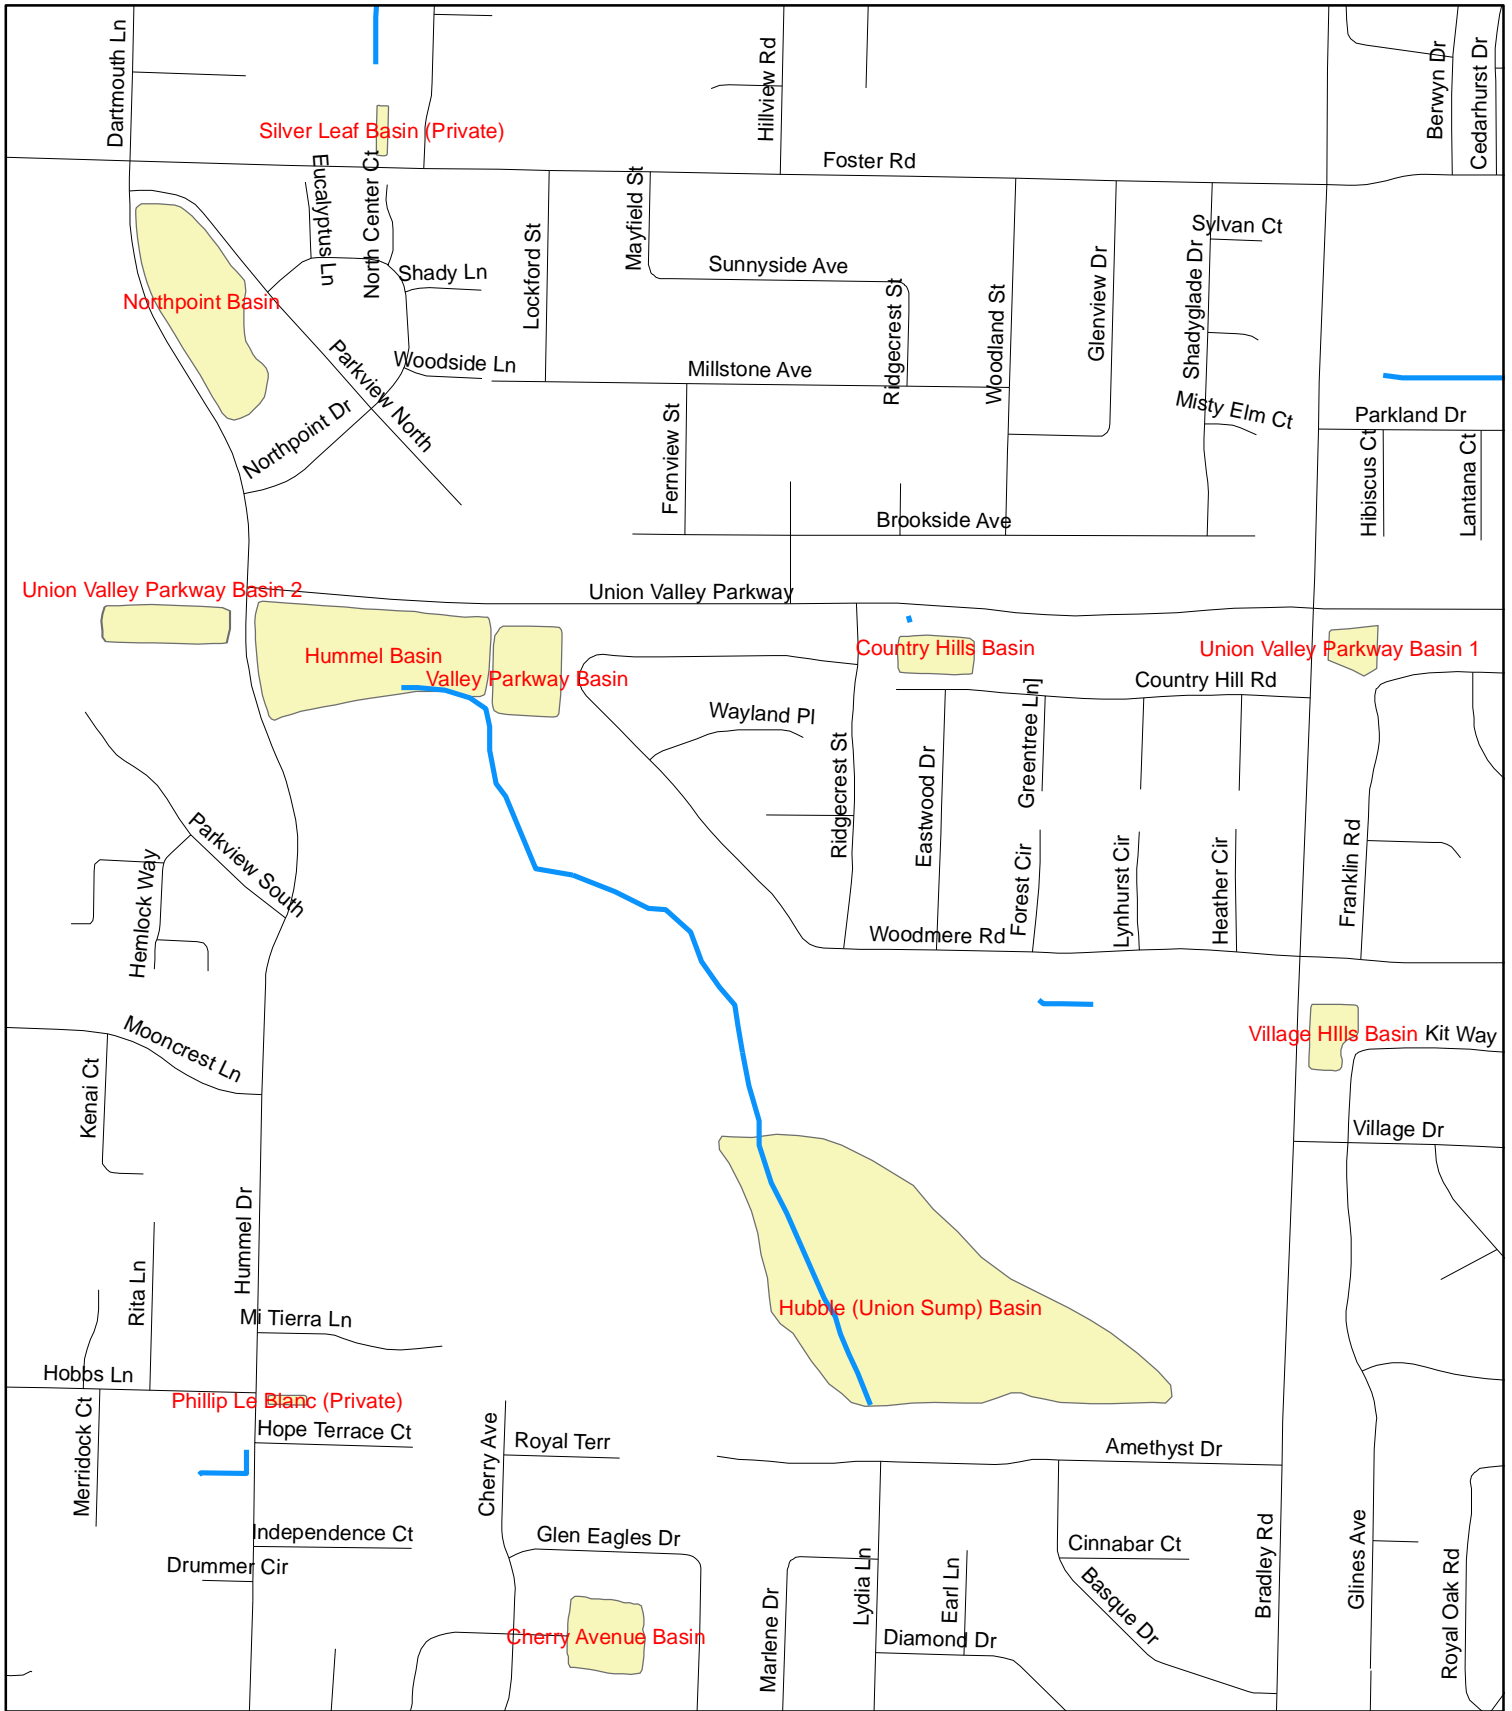 Dartmouth Ln
Hillview Rd
Berwyn Dr
Cedarhurst Dr
Silver Leaf Basin (Private)
Foster Rd
Eucalyptus Ln
North Center Ct
Mayfield St
Lockford St
Sylvan Ct
Shady Ln
Sunnyside Ave
Ridgecrest St
Woodland St
Glenview Dr
Shadyglade Dr
Northpoint Basin
Parkview North
Woodside Ln
Millstone Ave
Misty Elm Ct
Parkland Dr
Northpoint Dr
Fernview St
Hibiscus Ct
Lantana Ct
Brookside Ave
Union Valley Parkway Basin 2
Union Valley Parkway
Hummel Basin
Valley Parkway Basin
Country Hills Basin
Union Valley Parkway Basin 1
Country Hill Rd
Wayland Pl
Greentree Ln]
Ridgecrest St
Eastwood Dr
Parkview South
Hemlock Way
Forest Cir
Lynhurst Cir
Heather Cir
Franklin Rd
Woodmere Rd
Mooncrest Ln
Village HIlls Basin
Kit Way
Kenai Ct
Village Dr
Hummel Dr
Rita Ln
Mi Tierra Ln
Hubble (Union Sump) Basin
Hobbs Ln
Phillip Le Blanc (Private)
Merridock Ct
Hope Terrace Ct
Cherry Ave
Royal Terr
Amethyst Dr
Independence Ct
Glen Eagles Dr
Drummer Cir
Cinnabar Ct
Bradley Rd
Glines Ave
Royal Oak Rd
Lydia Ln
Earl Ln
Basque Dr
Marlene Dr
Cherry Avenue Basin
Diamond Dr